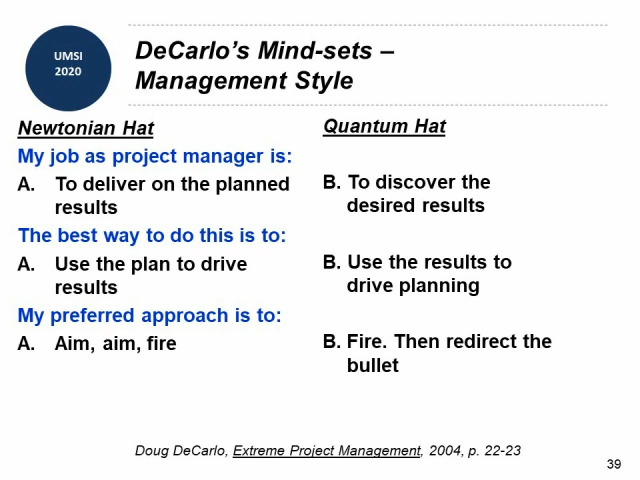 UMSI
2020
DeCarlo’s Mind-sets –
Management Style
Newtonian Hat
My job as project manager is:
A. To deliver on the planned
results
The best way to do this is to:
A. Use the plan to drive
results
My preferred approach is to:
A. Aim, aim, fire
Quantum Hat
B. To discover the
desired results
B. Use the results to
drive planning
B. Fire. Then redirect the
bullet
Doug DeCarlo, Extreme Project Management, 2004, p. 22-23
39